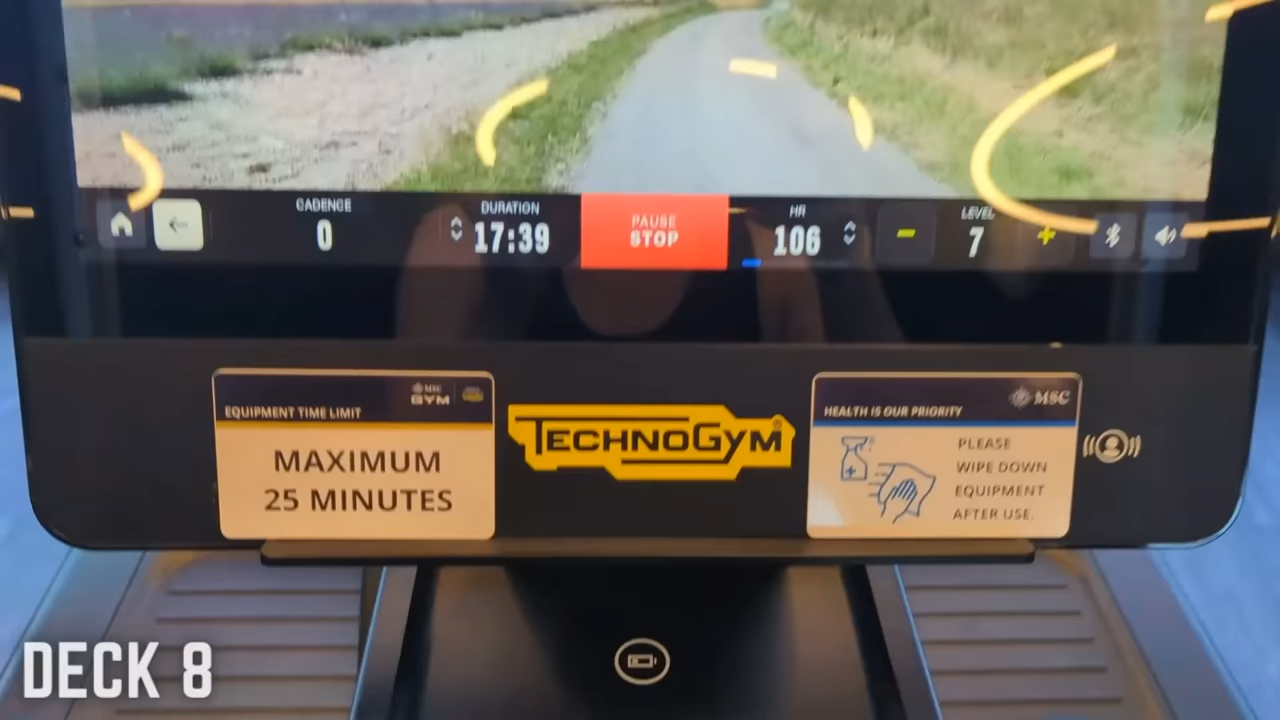 CADENCE
0
DURATION
17:39
PAUSE
STOP
HR
106
LEVEL
7
MSC
GYM
EQUIPMENT TIME LIMIT
MAXIMUM
25 MINUTES
TECHNOGYM®
MSC
HEALTH IS OUR PRIORITY
PLEASE
WIPE DOWN
EQUIPMENT
AFTER USE.
DECK 8